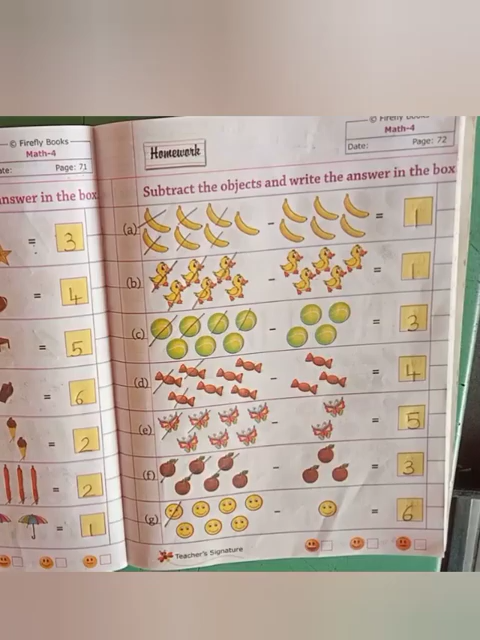 © Firefly Books
Math-4
ate:
Page: 71
nswer in the box
= 3
= 4
= 5
= 6
= 2
= 2
= 1
© Firefly Books
Math-4
Date:
Page: 72
Homework
Subtract the objects and write the answer in the box
(a) - = 1
(b) - = 1
(c) - = 3
(d) - = 4
(e) - = 5
(f) - = 3
(g) - = 6
Teacher's Signature